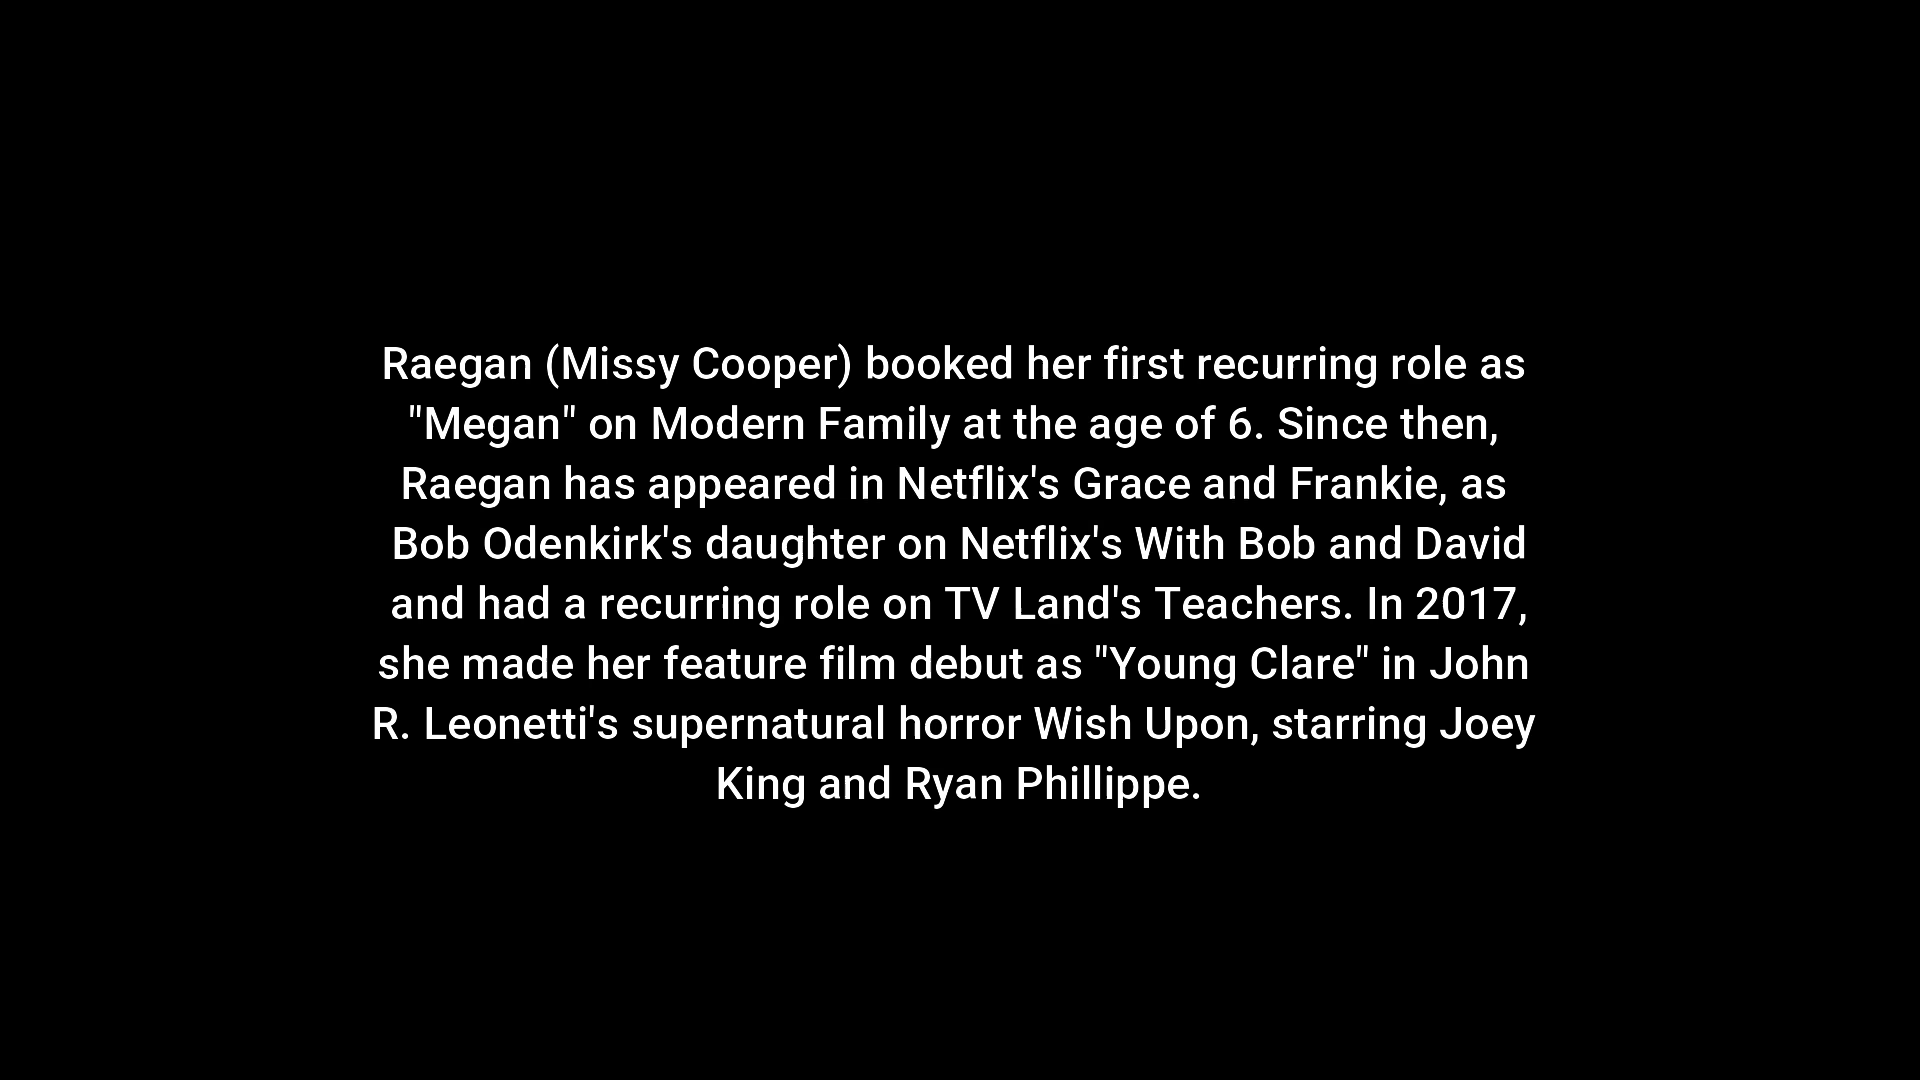 Raegan (Missy Cooper) booked her first recurring role as
"Megan" on Modern Family at the age of 6. Since then,
Raegan has appeared in Netflix's Grace and Frankie, as
Bob Odenkirk's daughter on Netflix's With Bob and David
and had a recurring role on TV Land's Teachers. In 2017,
she made her feature film debut as "Young Clare" in John
R. Leonetti's supernatural horror Wish Upon, starring Joey
King and Ryan Phillippe.